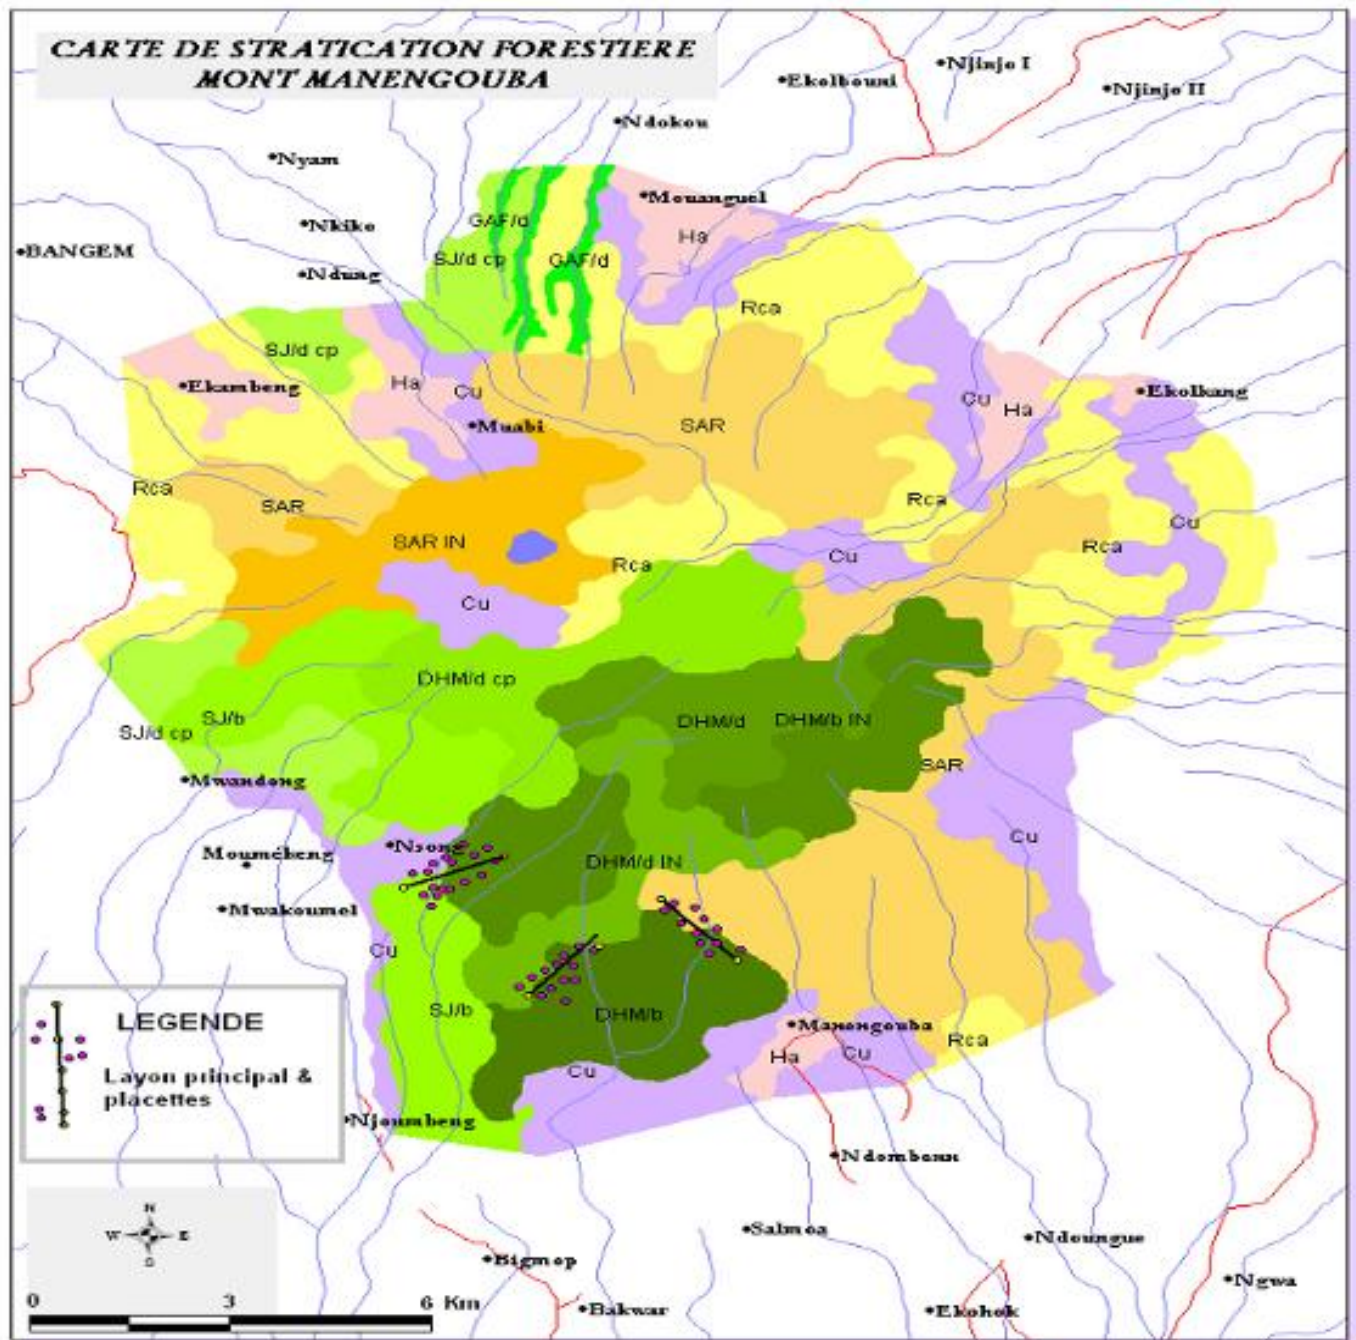 CARTE DE STRATICATION FORESTIERE
MONT MANENGOUBA
Njinjo I
Ekolbouni
Njinjo II
Ndokou
Nyam
Mouanguel
GAF/d
Nkiko
Ha
BANGEM
SJ/d cp
GAF/d
Ndung
Rca
SJ/d cp
Ekambeng
Ha
Cu
Ekolkang
Cu
Ha
Muabi
SAR
Rca
SAR
Rca
Cu
SAR IN
Rca
Cu
Rca
Cu
DHM/d cp
SJ/b
DHM/d
DHM/b IN
SJ/d cp
SAR
Mwandong
Cu
Nsong
Moumébeng
DHM/d IN
Mwakoumel
Cu
SJ/b
DHM/b
Manongouba
Rca
Ha
Cu
Cu
LEGENDE
Layon principal &
placettes
Njoumbeng
Salmoa
Ndoungue
Bigmop
Ngwa
Bakwar
Ekohok
N
W
E
S
0
3
6 Km